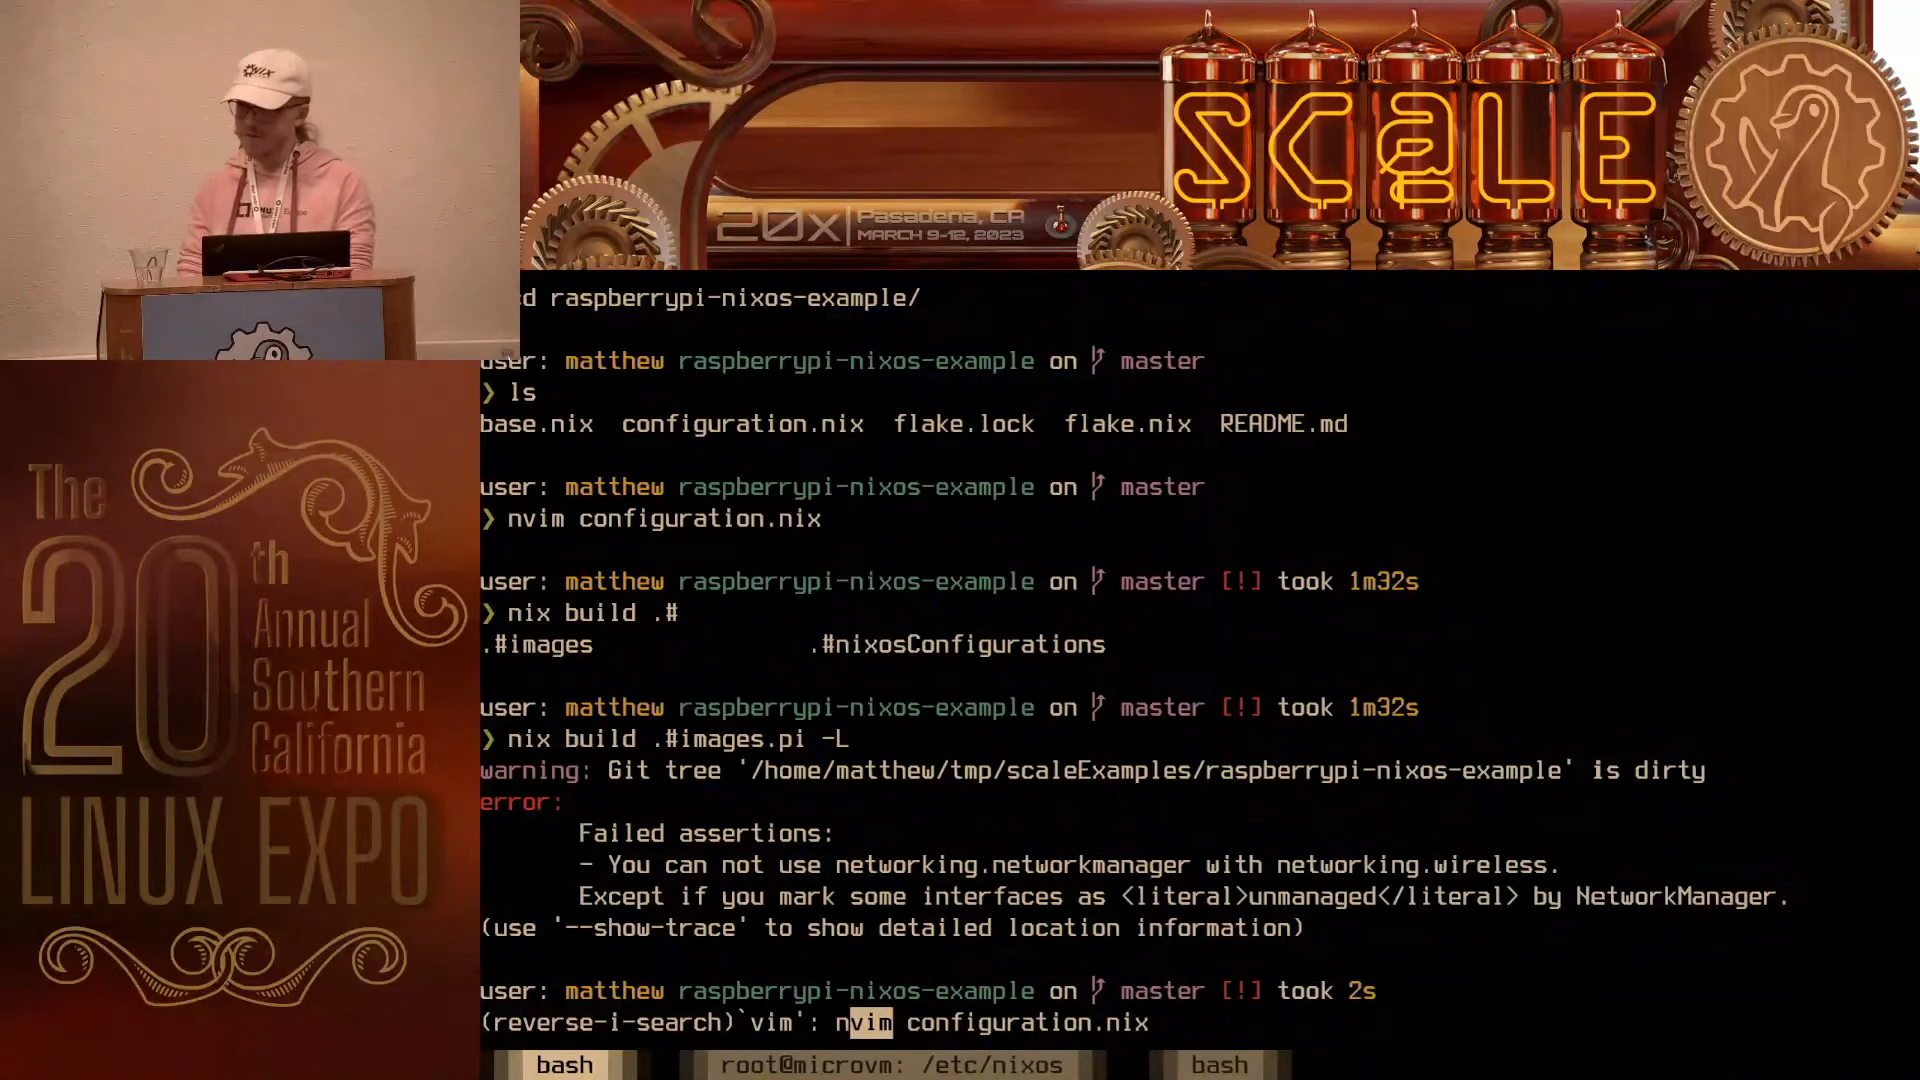 NIX
SCaLE
20x
Pasadena, CA
MARCH 9-12, 2023
The
20th
Annual
Southern
California
LINUX EXPO
cd raspberrypi-nixos-example/
user: matthew raspberrypi-nixos-example on master
❯ ls
base.nix configuration.nix flake.lock flake.nix README.md
user: matthew raspberrypi-nixos-example on master
❯ nvim configuration.nix
user: matthew raspberrypi-nixos-example on master [!] took 1m32s
❯ nix build .#
.#images .#nixosConfigurations
user: matthew raspberrypi-nixos-example on master [!] took 1m32s
❯ nix build .#images.pi -L
warning: Git tree '/home/matthew/tmp/scaleExamples/raspberrypi-nixos-example' is dirty
error:
Failed assertions:
- You can not use networking.networkmanager with networking.wireless.
Except if you mark some interfaces as <literal>unmanaged</literal> by NetworkManager.
(use '--show-trace' to show detailed location information)
user: matthew raspberrypi-nixos-example on master [!] took 2s
(reverse-i-search)`vim': nvim configuration.nix
bash root@microvm: /etc/nixos bash